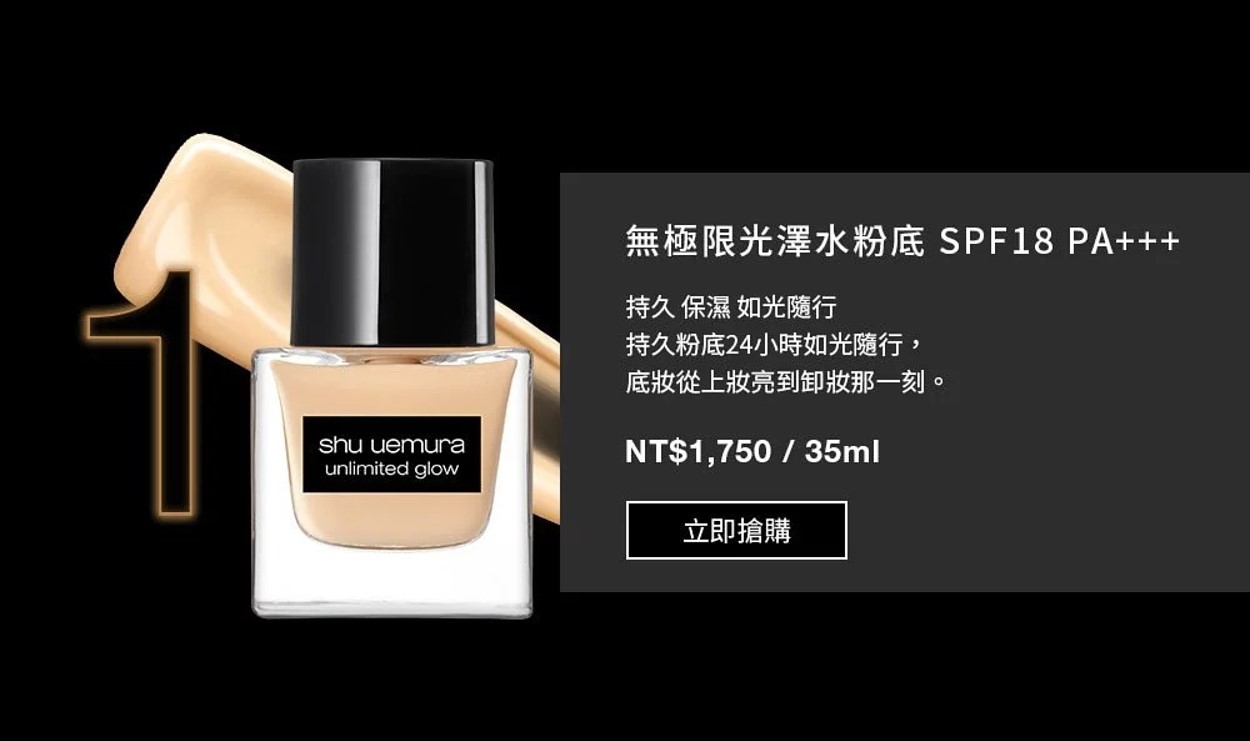 1
shu uemura
unlimited glow
無極限光澤水粉底 SPF18 PA+++
持久 保濕 如光隨行
持久粉底24小時如光隨行，
底妝從上妝亮到卸妝那一刻。
NT$1,750 / 35ml
立即搶購